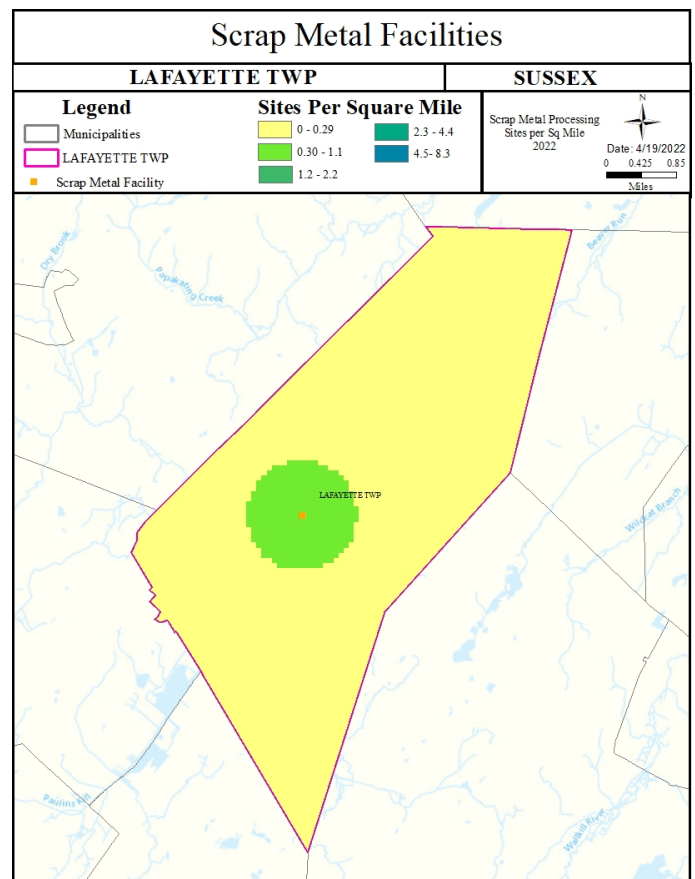 Scrap Metal Facilities
LAFAYETTE TWP
SUSSEX
Legend
Municipalities
LAFAYETTE TWP
Scrap Metal Facility
Sites Per Square Mile
0 - 0.29
0.30 - 1.1
1.2 - 2.2
2.3 - 4.4
4.5- 8.3
Scrap Metal Processing
Sites per Sq Mile
2022
N
Date: 4/19/2022
0 0.425 0.85
Miles
Dry Brook
Papakating Creek
Beaver Run
LAFAYETTE TWP
Wildcat Branch
Paulins Kill
Wallkill River